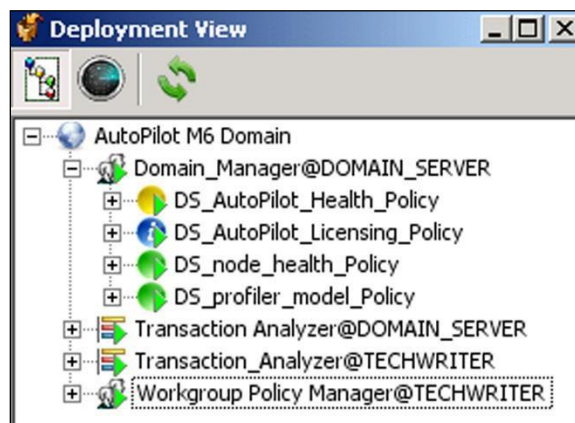 Deployment View
AutoPilot M6 Domain
Domain_Manager@DOMAIN_SERVER
DS_AutoPilot_Health_Policy
DS_AutoPilot_Licensing_Policy
DS_node_health_Policy
DS_profiler_model_Policy
Transaction Analyzer@DOMAIN_SERVER
Transaction_Analyzer@TECHWRITER
Workgroup Policy Manager@TECHWRITER